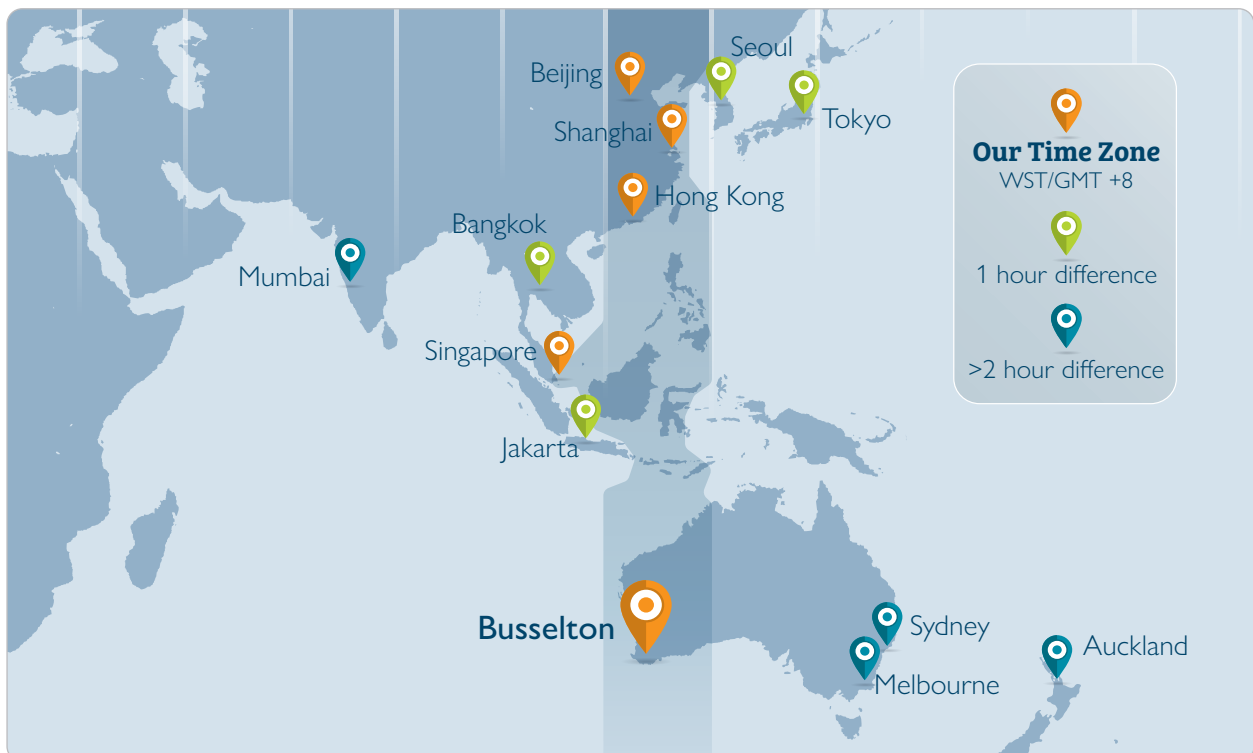 Seoul
Beijing
Tokyo
Shanghai
Hong Kong
Bangkok
Mumbai
Singapore
Jakarta
Busselton
Sydney
Auckland
Melbourne
Our Time Zone
WST/GMT +8
1 hour difference
>2 hour difference